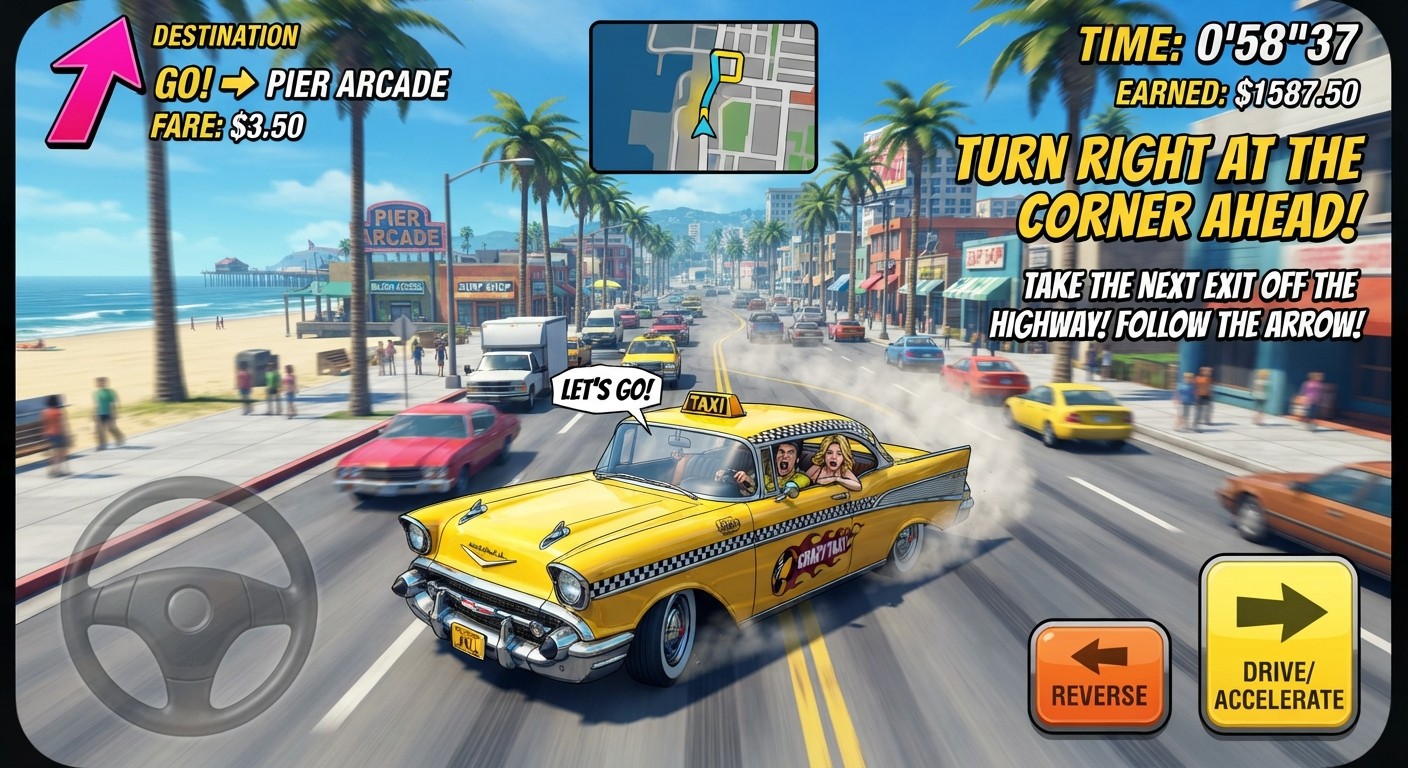 DESTINATION
GO! ➡ PIER ARCADE
FARE: $3.50
TIME: 0'58"37
EARNED: $1587.50
TURN RIGHT AT THE
CORNER AHEAD!
TAKE THE NEXT EXIT OFF THE
HIGHWAY! FOLLOW THE ARROW!
PIER
ARCADE
SURF SHOP
LET'S GO!
TAXI
REVERSE
DRIVE/
ACCELERATE